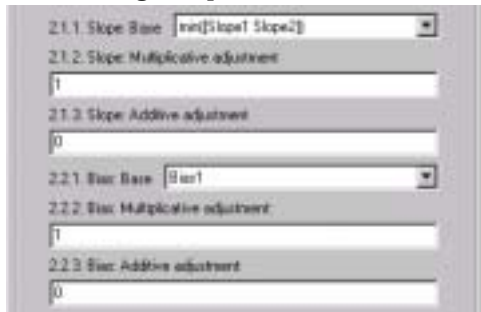 2.1.1. Slope: Base min([Slope1 Slope2])
2.1.2. Slope: Multiplicative adjustment
1
2.1.3. Slope: Additive adjustment
0
2.2.1. Bias: Base Bias1
2.2.2. Bias: Multiplicative adjustment
1
2.2.3. Bias: Additive adjustment
0